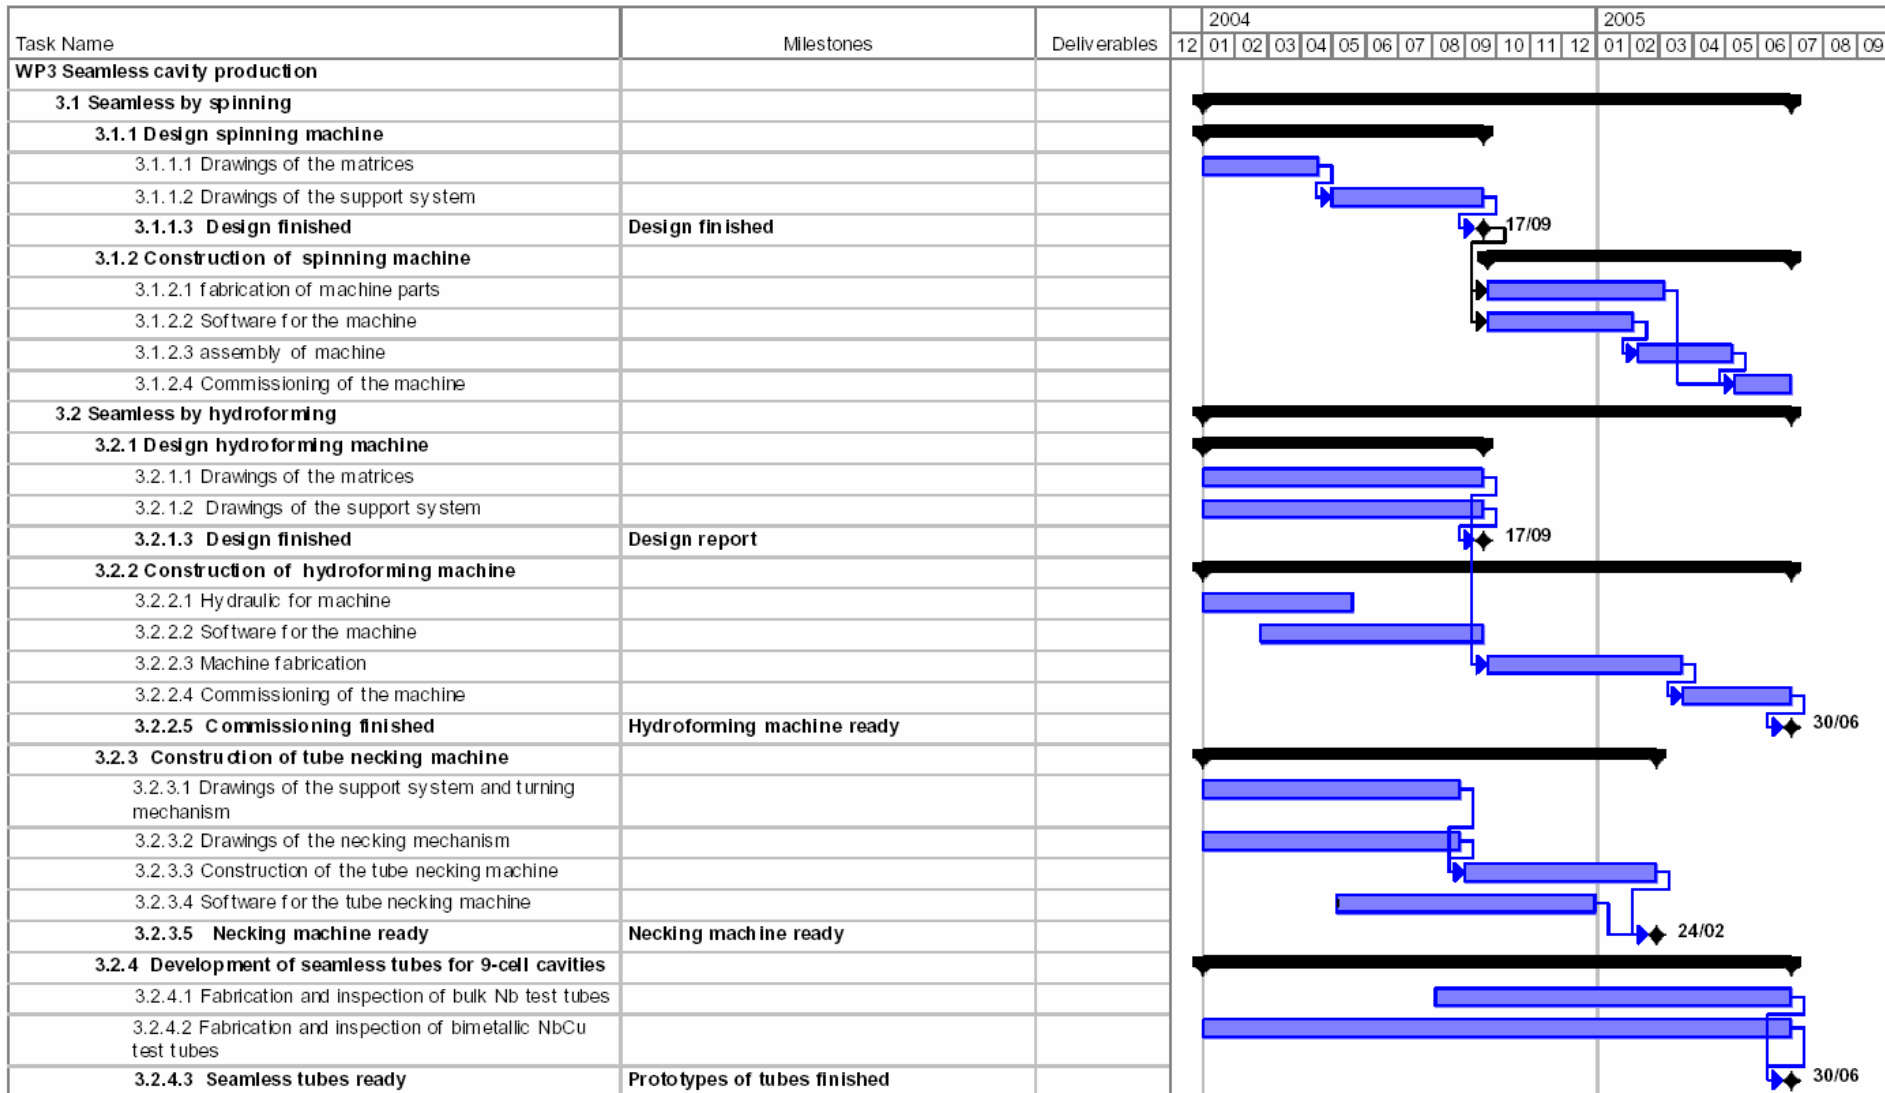 2004 2005
Task Name Milestones Deliverables 12 01 02 03 04 05 06 07 08 09 10 11 12 01 02 03 04 05 06 07 08 09
WP3 Seamless cavity production
3.1 Seamless by spinning
3.1.1 Design spinning machine
3.1.1.1 Drawings of the matrices
3.1.1.2 Drawings of the support system
3.1.1.3 Design finished Design finished 17/09
3.1.2 Construction of spinning machine
3.1.2.1 fabrication of machine parts
3.1.2.2 Software for the machine
3.1.2.3 assembly of machine
3.1.2.4 Commissioning of the machine
3.2 Seamless by hydroforming
3.2.1 Design hydroforming machine
3.2.1.1 Drawings of the matrices
3.2.1.2 Drawings of the support system
3.2.1.3 Design finished Design report 17/09
3.2.2 Construction of hydroforming machine
3.2.2.1 Hydraulic for machine
3.2.2.2 Software for the machine
3.2.2.3 Machine fabrication
3.2.2.4 Commissioning of the machine
3.2.2.5 Commissioning finished Hydroforming machine ready 30/06
3.2.3 Construction of tube necking machine
3.2.3.1 Drawings of the support system and turning
mechanism
3.2.3.2 Drawings of the necking mechanism
3.2.3.3 Construction of the tube necking machine
3.2.3.4 Software for the tube necking machine
3.2.3.5 Necking machine ready Necking machine ready 24/02
3.2.4 Development of seamless tubes for 9-cell cavities
3.2.4.1 Fabrication and inspection of bulk Nb test tubes
3.2.4.2 Fabrication and inspection of bimetallic NbCu
test tubes
3.2.4.3 Seamless tubes ready Prototypes of tubes finished 30/06